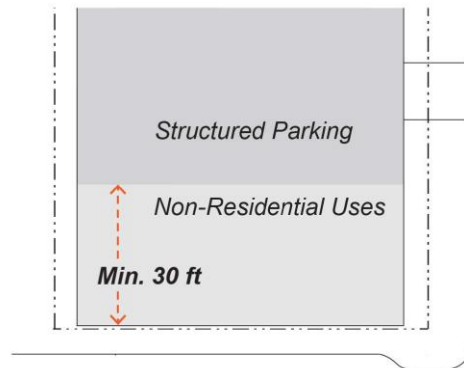 Structured Parking
Non-Residential Uses
Min. 30 ft